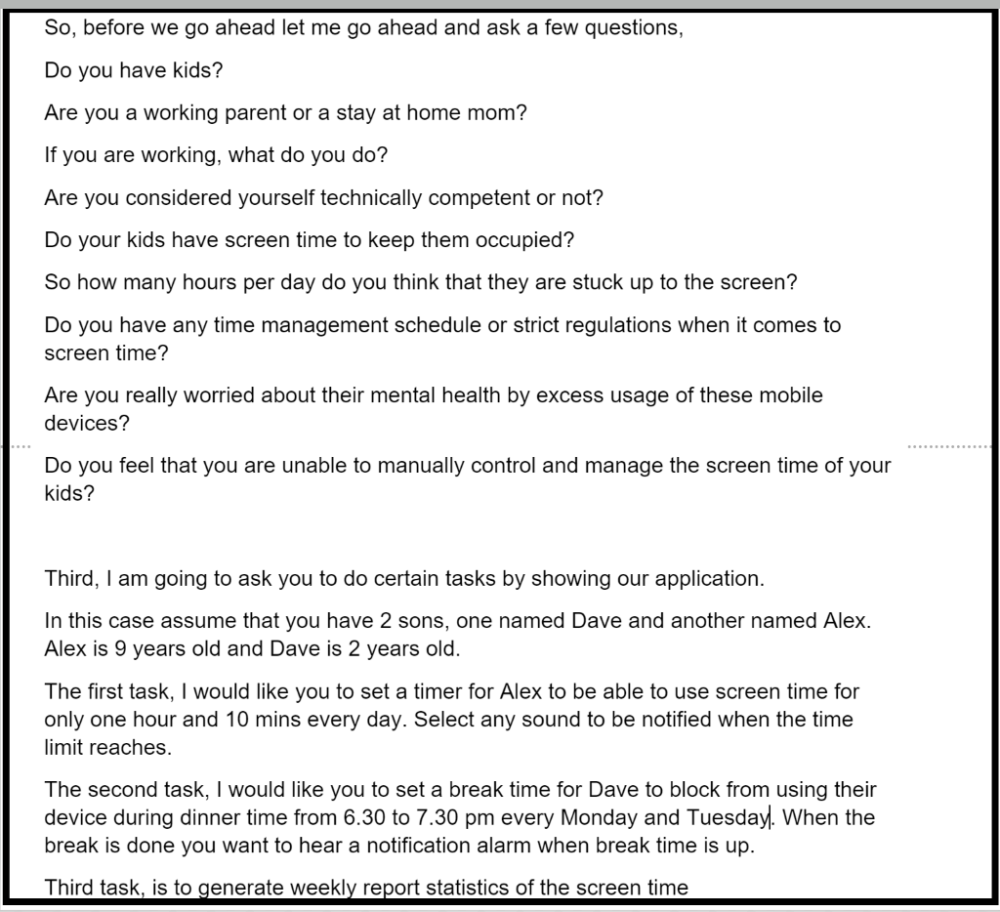 So, before we go ahead let me go ahead and ask a few questions,
Do you have kids?
Are you a working parent or a stay at home mom?
If you are working, what do you do?
Are you considered yourself technically competent or not?
Do your kids have screen time to keep them occupied?
So how many hours per day do you think that they are stuck up to the screen?
Do you have any time management schedule or strict regulations when it comes to
screen time?
Are you really worried about their mental health by excess usage of these mobile
devices?
Do you feel that you are unable to manually control and manage the screen time of your
kids?
Third, I am going to ask you to do certain tasks by showing our application.
In this case assume that you have 2 sons, one named Dave and another named Alex.
Alex is 9 years old and Dave is 2 years old.
The first task, I would like you to set a timer for Alex to be able to use screen time for
only one hour and 10 mins every day. Select any sound to be notified when the time
limit reaches.
The second task, I would like you to set a break time for Dave to block from using their
device during dinner time from 6.30 to 7.30 pm every Monday and Tuesday. When the
break is done you want to hear a notification alarm when break time is up.
Third task, is to generate weekly report statistics of the screen time